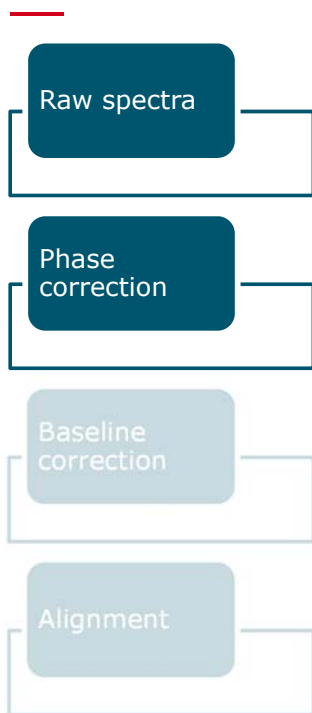 Raw spectra
Phase
correction
Baseline
correction
Alignment